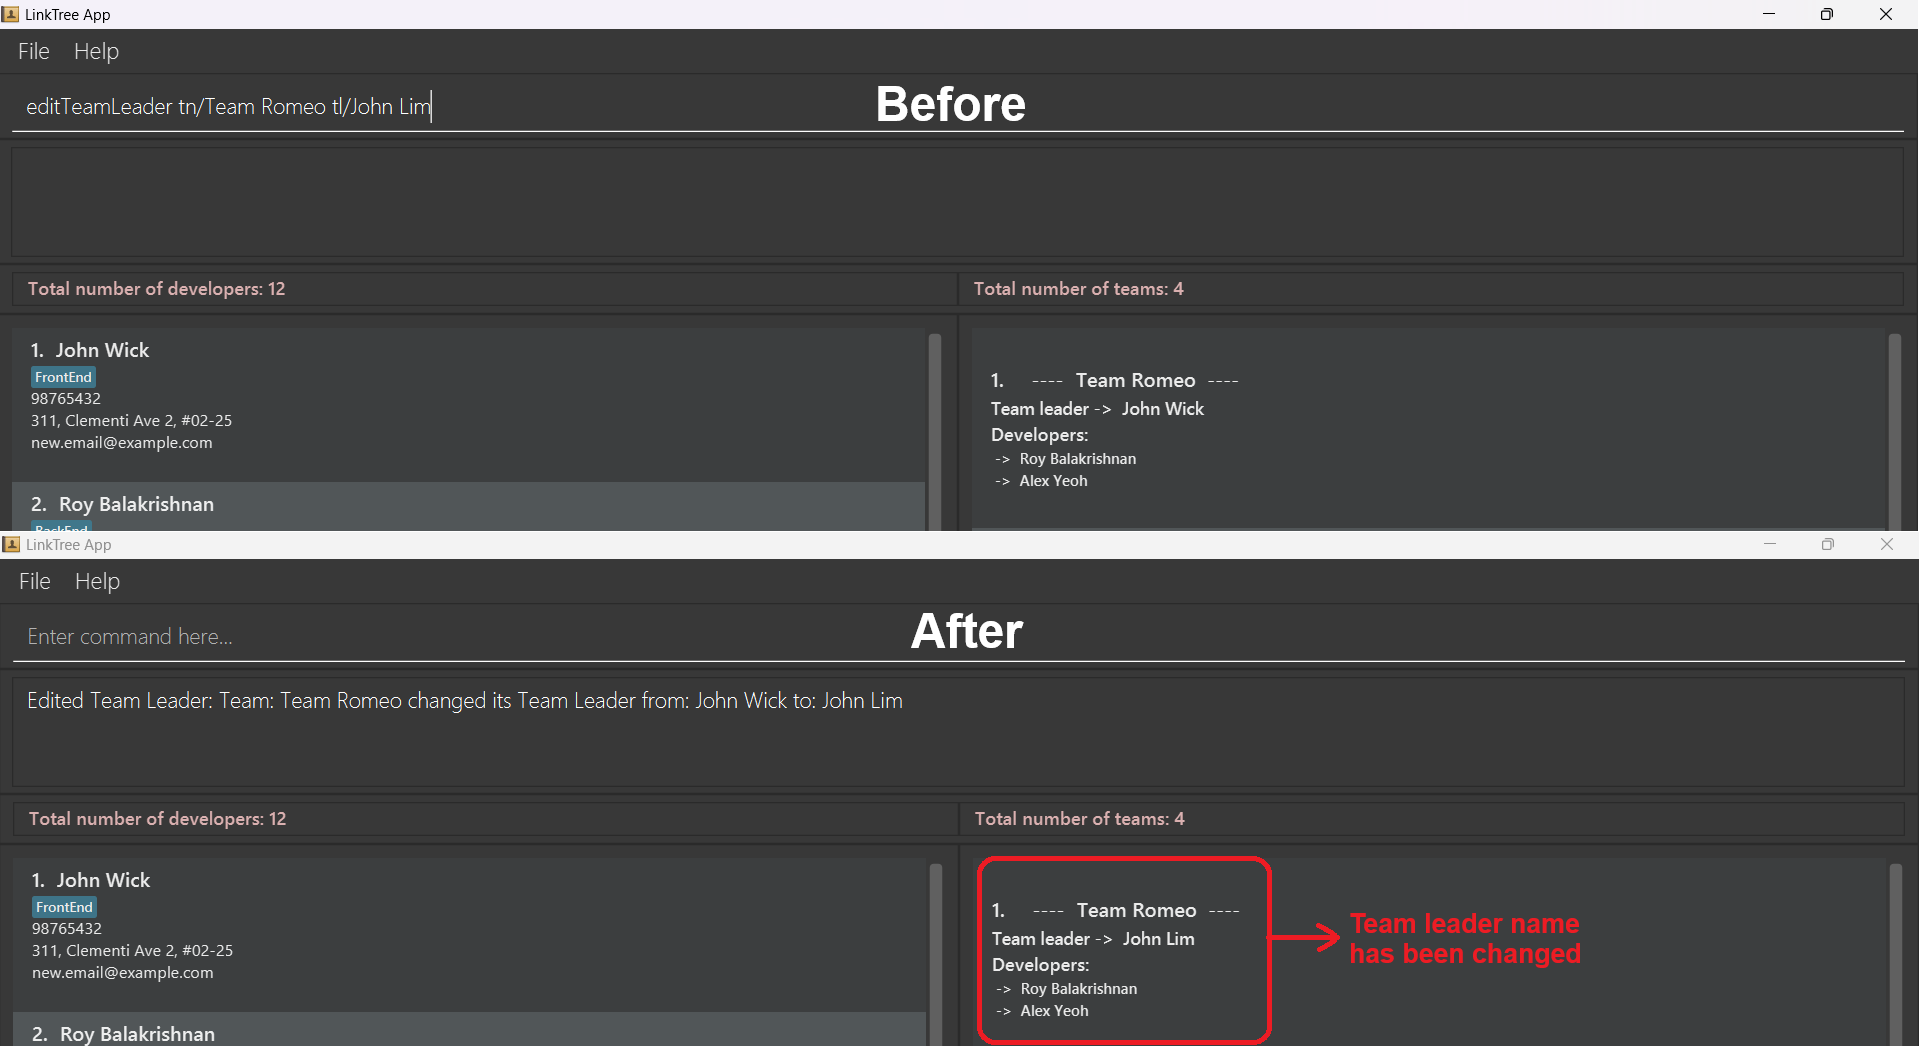 LinkTree App
File Help
editTeamLeader tn/Team Romeo tl/John Lim
Before
Total number of developers: 12
Total number of teams: 4
1. John Wick
FrontEnd
98765432
311, Clementi Ave 2, #02-25
new.email@example.com
2. Roy Balakrishnan
BackEnd
1. ---- Team Romeo ----
Team leader -> John Wick
Developers:
-> Roy Balakrishnan
-> Alex Yeoh
LinkTree App
File Help
Enter command here...
After
Edited Team Leader: Team: Team Romeo changed its Team Leader from: John Wick to: John Lim
Total number of developers: 12
Total number of teams: 4
1. John Wick
FrontEnd
98765432
311, Clementi Ave 2, #02-25
new.email@example.com
2. Roy Balakrishnan
1. ---- Team Romeo ----
Team leader -> John Lim
Developers:
-> Roy Balakrishnan
-> Alex Yeoh
Team leader name
has been changed